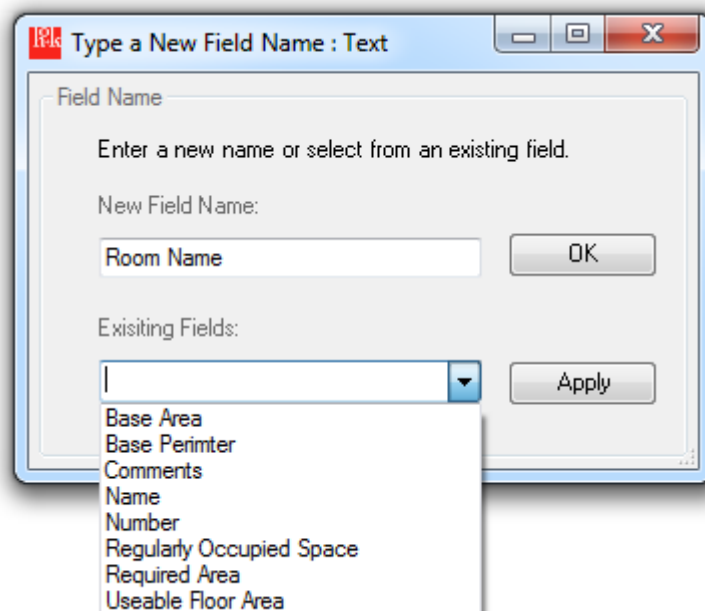 Type a New Field Name : Text
Field Name
Enter a new name or select from an existing field.
New Field Name:
Room Name
OK
Exisiting Fields:
Apply
Base Area
Base Perimter
Comments
Name
Number
Regularly Occupied Space
Required Area
Useable Floor Area